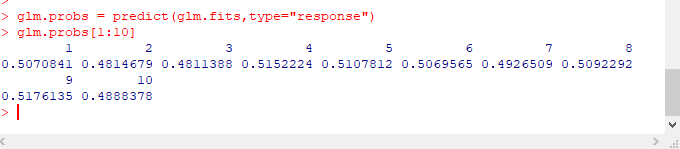 >
> glm.probs = predict(glm.fits,type="response")
> glm.probs[1:10]
1 2 3 4 5 6 7 8
0.5070841 0.4814679 0.4811388 0.5152224 0.5107812 0.5069565 0.4926509 0.5092292
9 10
0.5176135 0.4888378
>